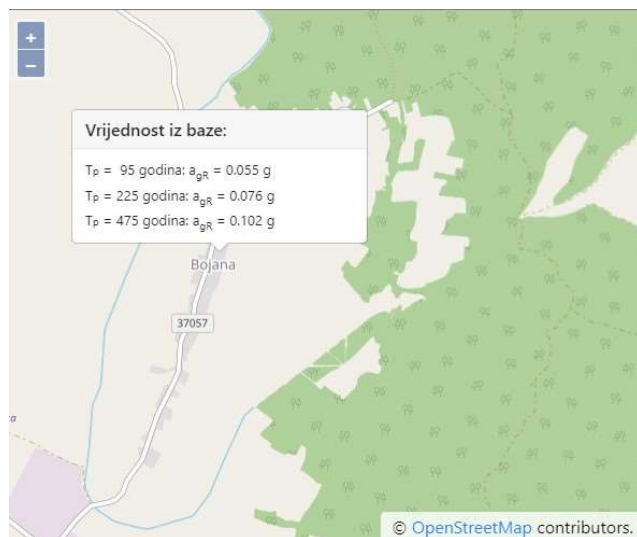 +
−
Vrijednost iz baze:
Tp = 95 godina: agR = 0.055 g
Tp = 225 godina: agR = 0.076 g
Tp = 475 godina: agR = 0.102 g
Bojana
37057
© OpenStreetMap contributors.